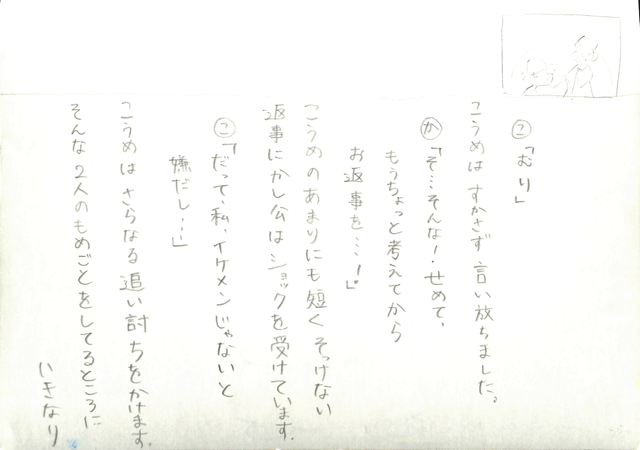 ㋙「むり」
こうめはすかさず言い放ちました。
㋕「そ…そんな！せめて、
もうちょっと考えてから
お返事を…！」。
こうめのあまりにも短くそっけない
返事にかし公はショックを受けています。
㋙「だって、私、イケメンじゃないと
嫌だし…」
こうめはさらなる追い討ちをかけます。
そんな2人のもめごとをしてるところに
いきなり